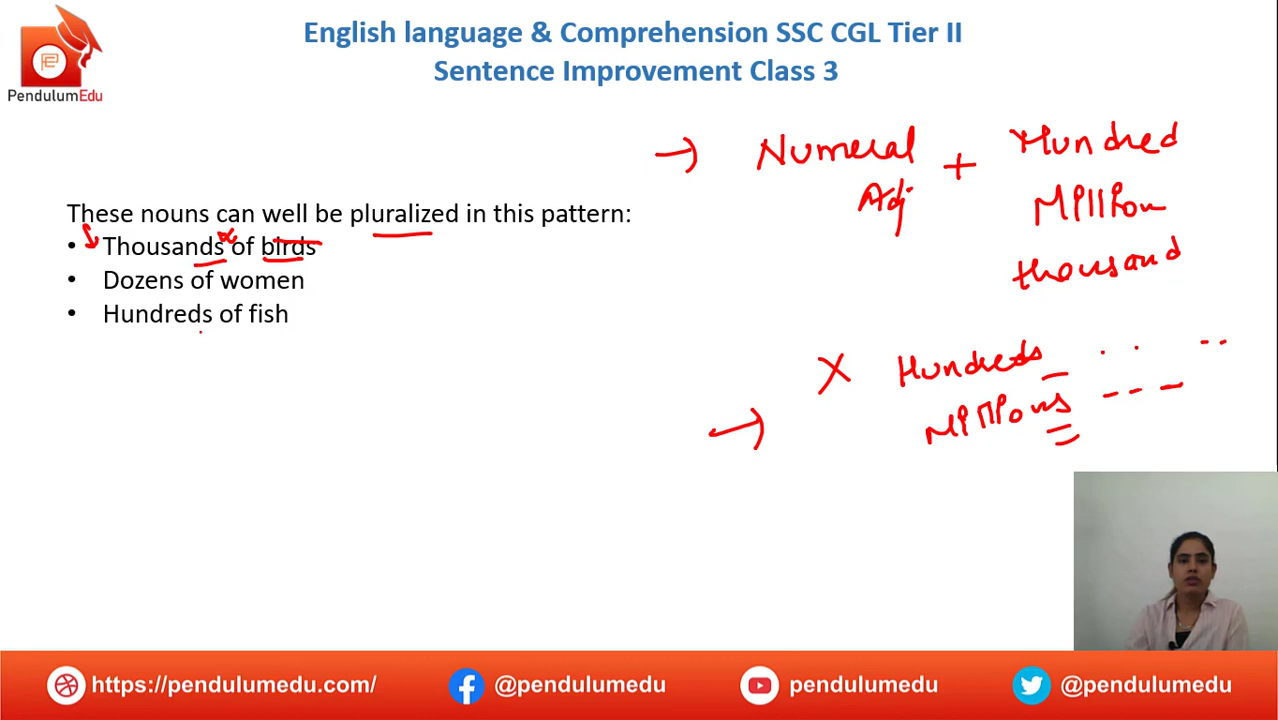 English language & Comprehension SSC CGL Tier II
Sentence Improvement Class 3
PendulumEdu
Numeral + Hundred
Adj
Million
thousand
These nouns can well be pluralized in this pattern:
• Thousands of birds
• Dozens of women
• Hundreds of fish
X Hundreds
Millions
https://pendulumedu.com/
@pendulumedu
pendulumedu
@pendulumedu